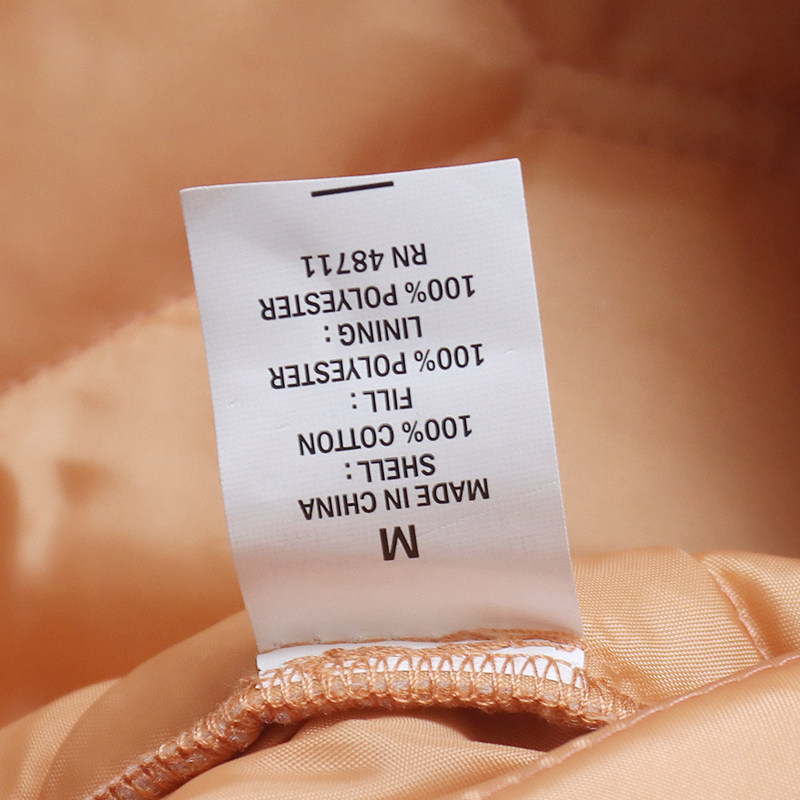 M
MADE IN CHINA
SHELL:
100% COTTON
FILL:
100% POLYESTER
LINING:
100% POLYESTER
RN 48711